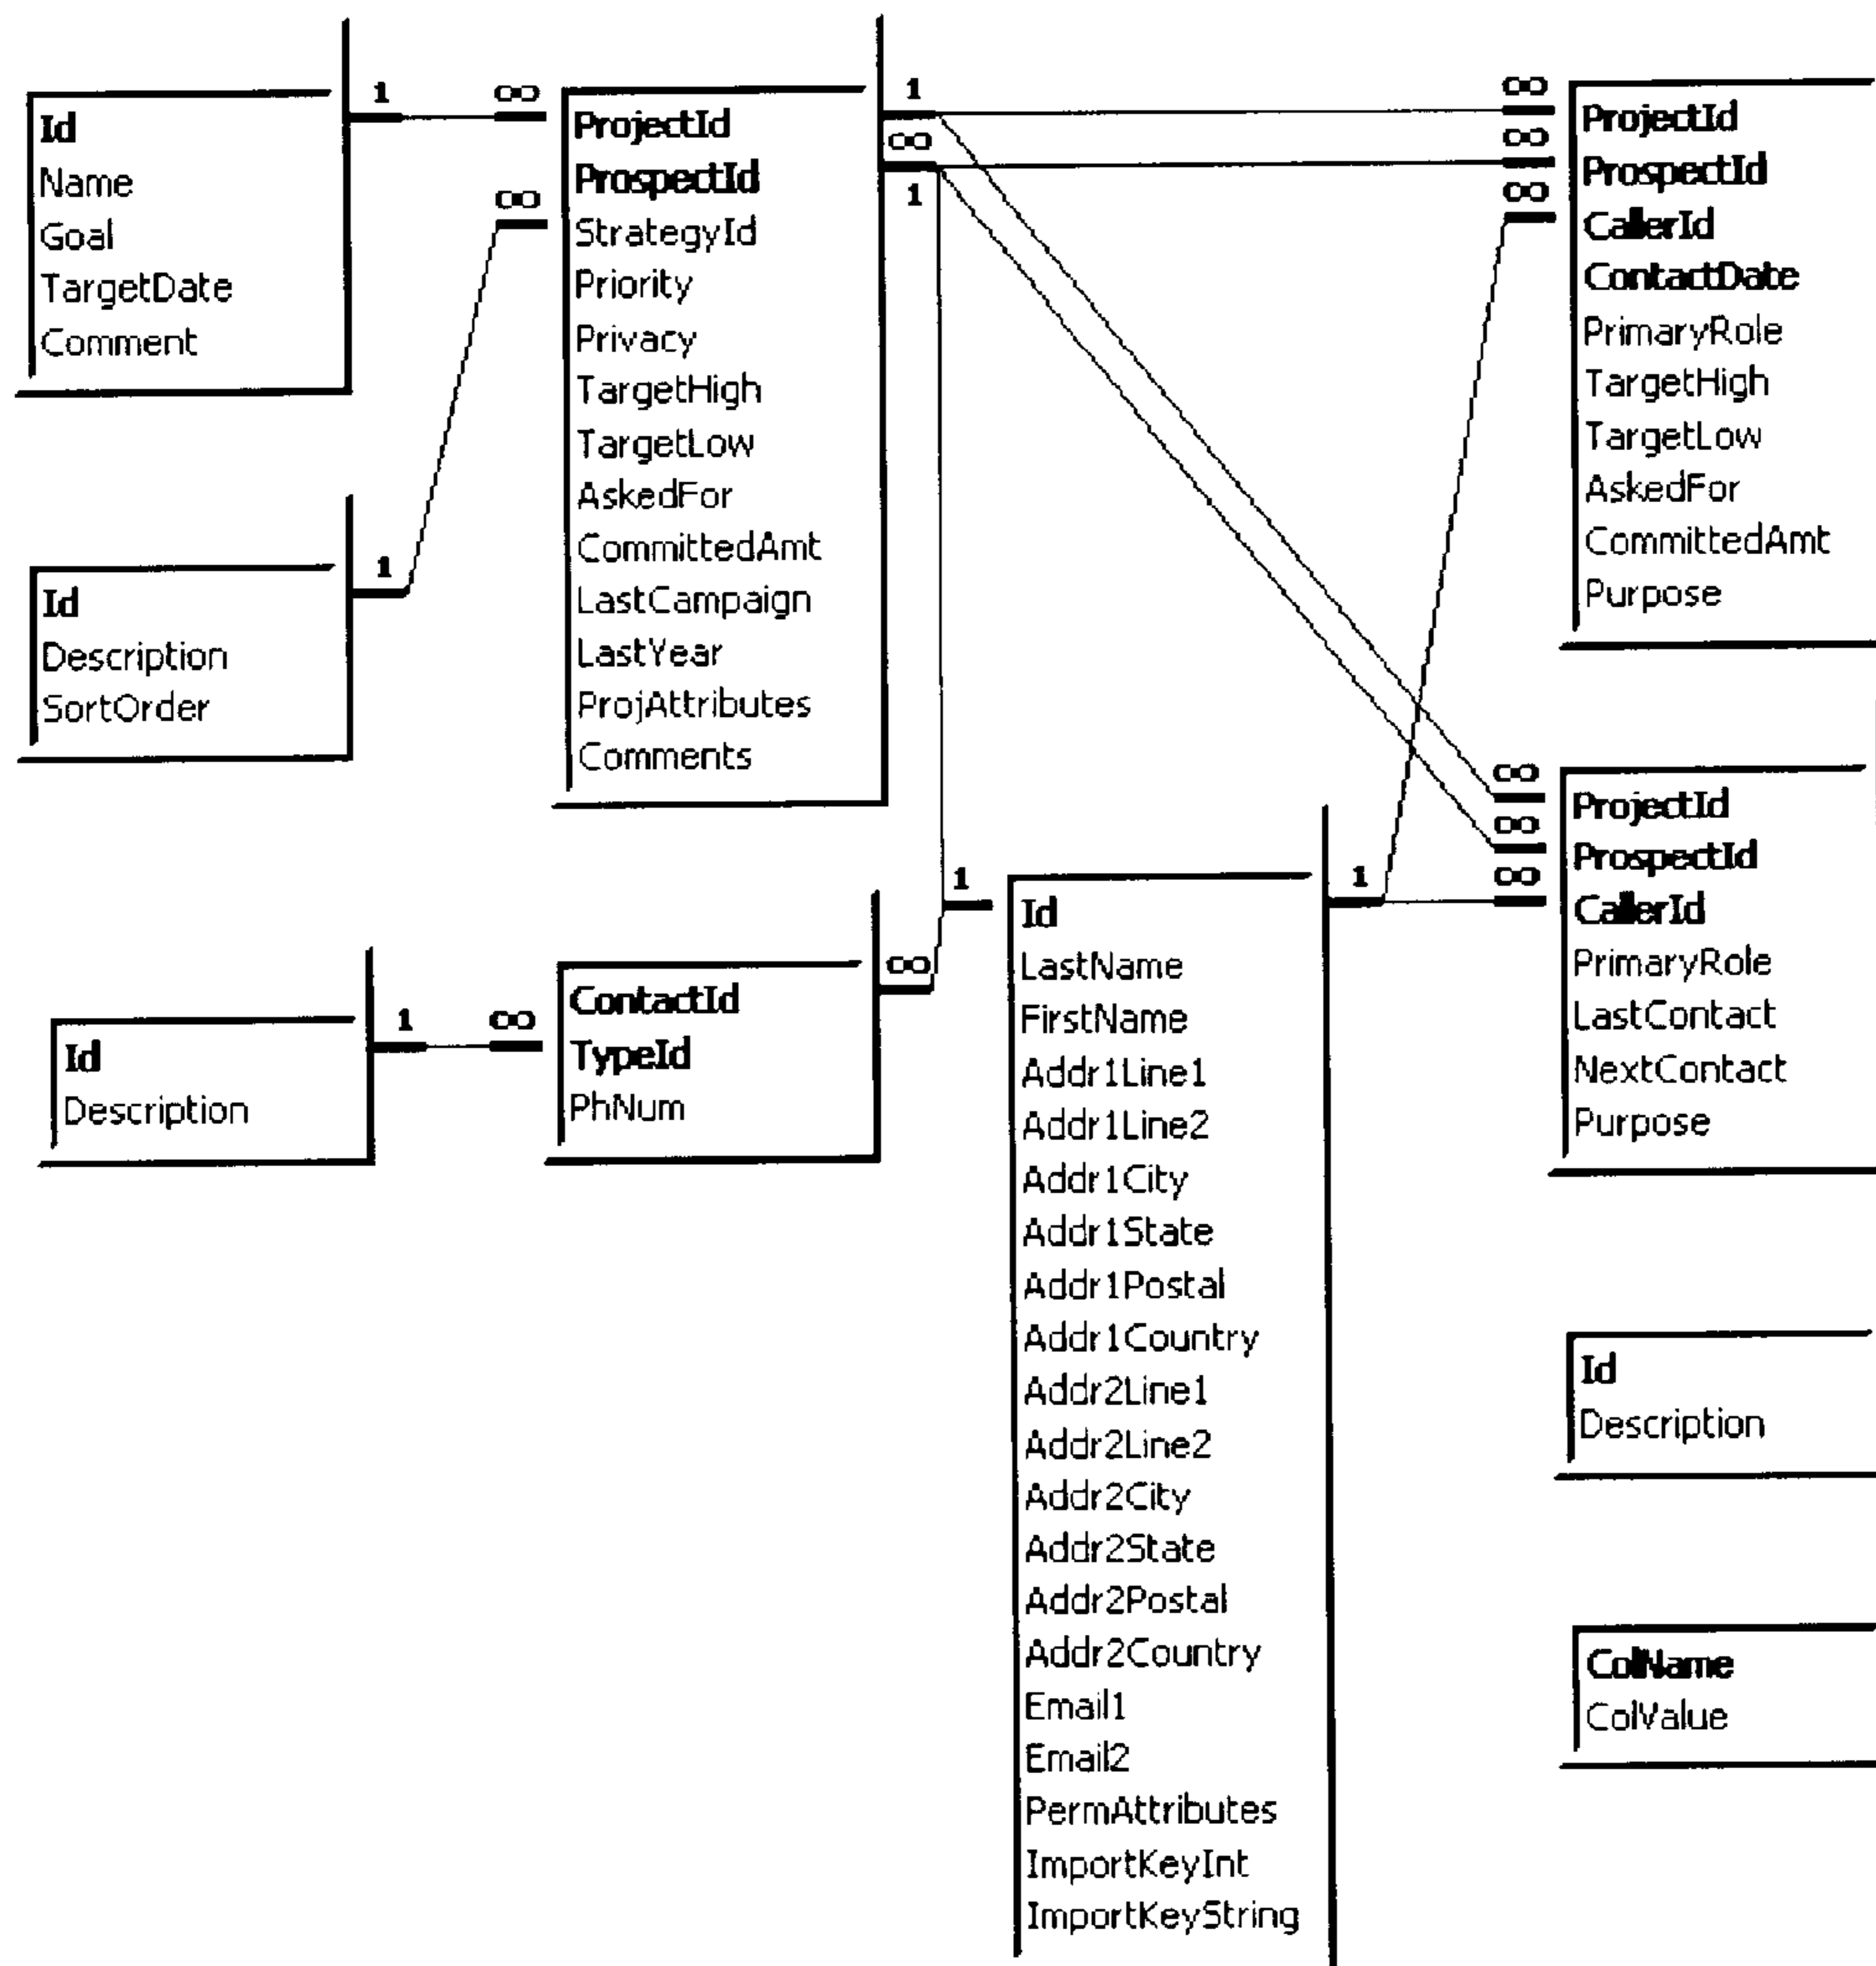 1
∞
Id
Name
Goal
TargetDate
Comment
∞
1
Id
Description
SortOrder
ProjectId
ProspectId
StrategyId
Priority
Privacy
TargetHigh
TargetLow
AskedFor
CommittedAmt
LastCampaign
LastYear
ProjAttributes
Comments
1
∞
1
∞
∞
∞
ProjectId
ProspectId
CallerId
ContactDate
PrimaryRole
TargetHigh
TargetLow
AskedFor
CommittedAmt
Purpose
∞
∞
∞
ProjectId
ProspectId
CallerId
PrimaryRole
LastContact
NextContact
Purpose
1
∞
Id
Description
ContactId
TypeId
PhNum
∞
1
1
Id
LastName
FirstName
Addr1Line1
Addr1Line2
Addr1City
Addr1State
Addr1Postal
Addr1Country
Addr2Line1
Addr2Line2
Addr2City
Addr2State
Addr2Postal
Addr2Country
Email1
Email2
PermAttributes
ImportKeyInt
ImportKeyString
Id
Description
ColName
ColValue